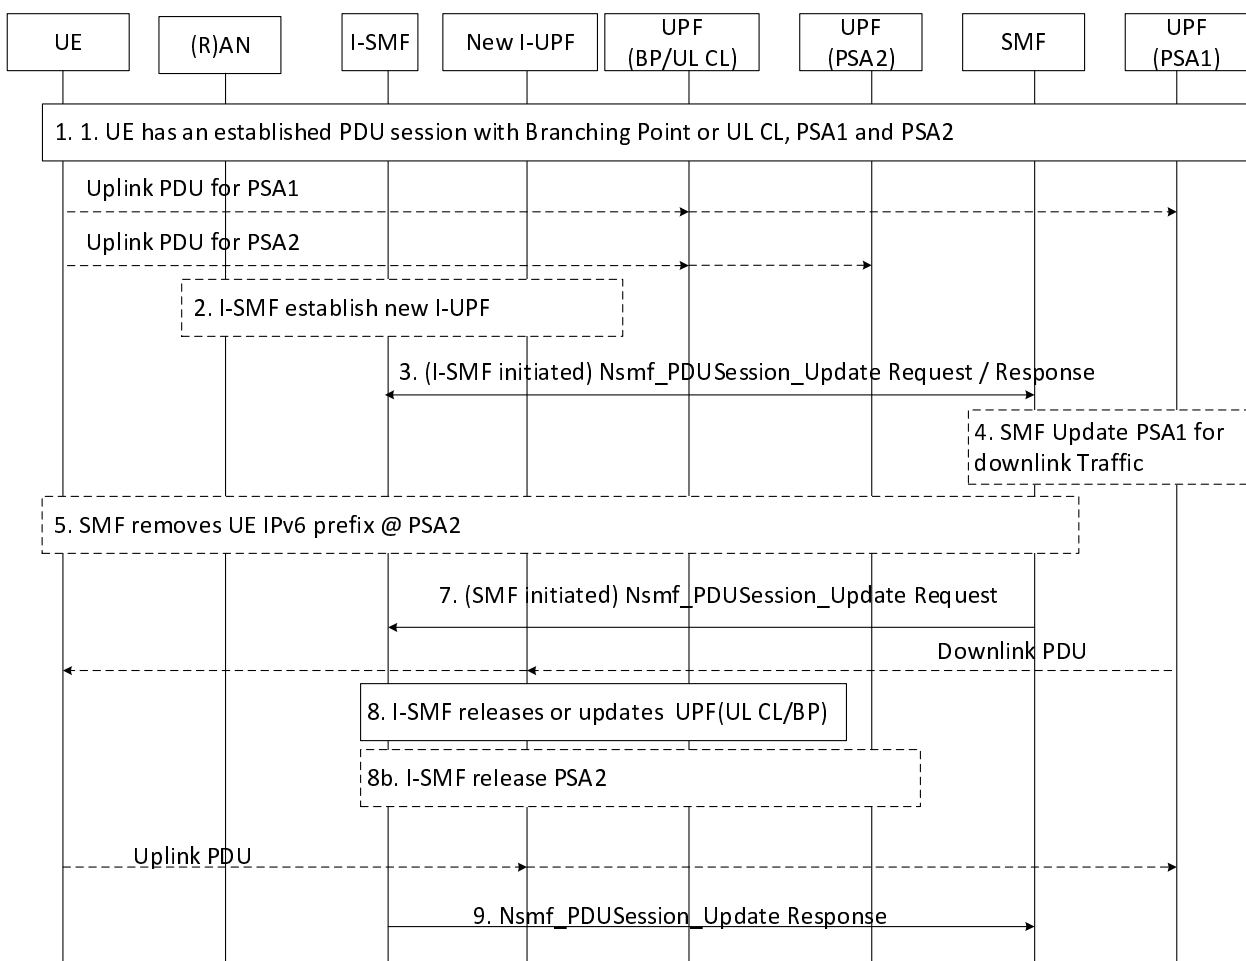 UE
(R)AN
I-SMF
New I-UPF
UPF
(BP/UL CL)
UPF
(PSA2)
SMF
UPF
(PSA1)
1. 1. UE has an established PDU session with Branching Point or UL CL, PSA1 and PSA2
Uplink PDU for PSA1
Uplink PDU for PSA2
2. I-SMF establish new I-UPF
3. (I-SMF initiated) Nsmf_PDUSession_Update Request / Response
4. SMF Update PSA1 for
downlink Traffic
5. SMF removes UE IPv6 prefix @ PSA2
7. (SMF initiated) Nsmf_PDUSession_Update Request
Downlink PDU
8. I-SMF releases or updates UPF(UL CL/BP)
8b. I-SMF release PSA2
Uplink PDU
9. Nsmf_PDUSession_Update Response